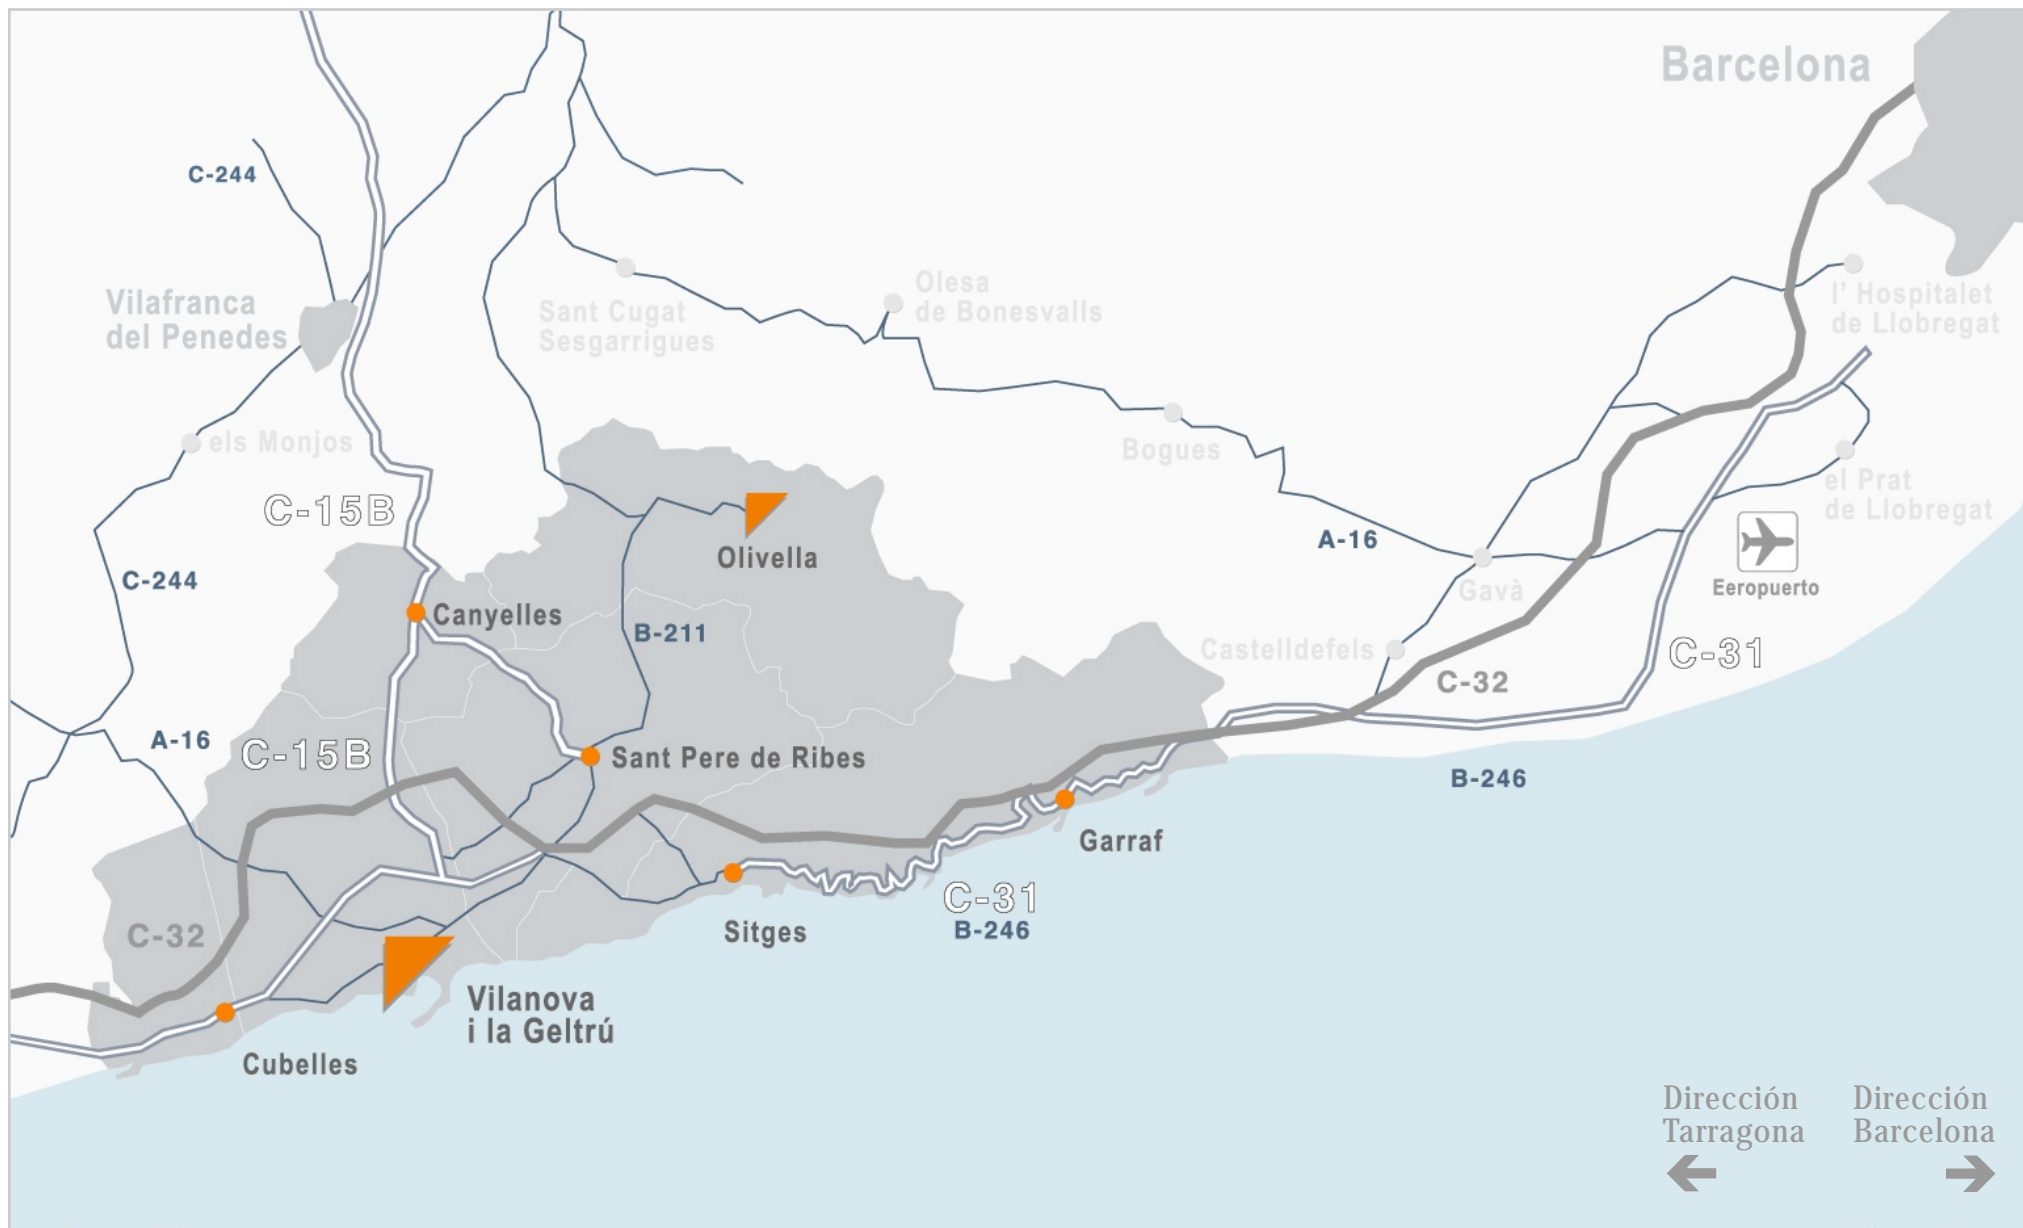 Barcelona
C-244
Vilafranca
del Penedes
Sant Cugat
Sesgarrigues
Olesa
de Bonesvalls
l' Hospitalet
de Llobregat
els Monjos
Bogues
el Prat
de Llobregat
C-15B
A-16
Olivella
C-244
Gavà
Eeropuerto
Canyelles
B-211
Castelldefels
C-31
C-32
A-16
C-15B
Sant Pere de Ribes
B-246
Garraf
C-31
B-246
Sitges
C-32
Vilanova
i la Geltrú
Cubelles
Dirección
Tarragona
Dirección
Barcelona